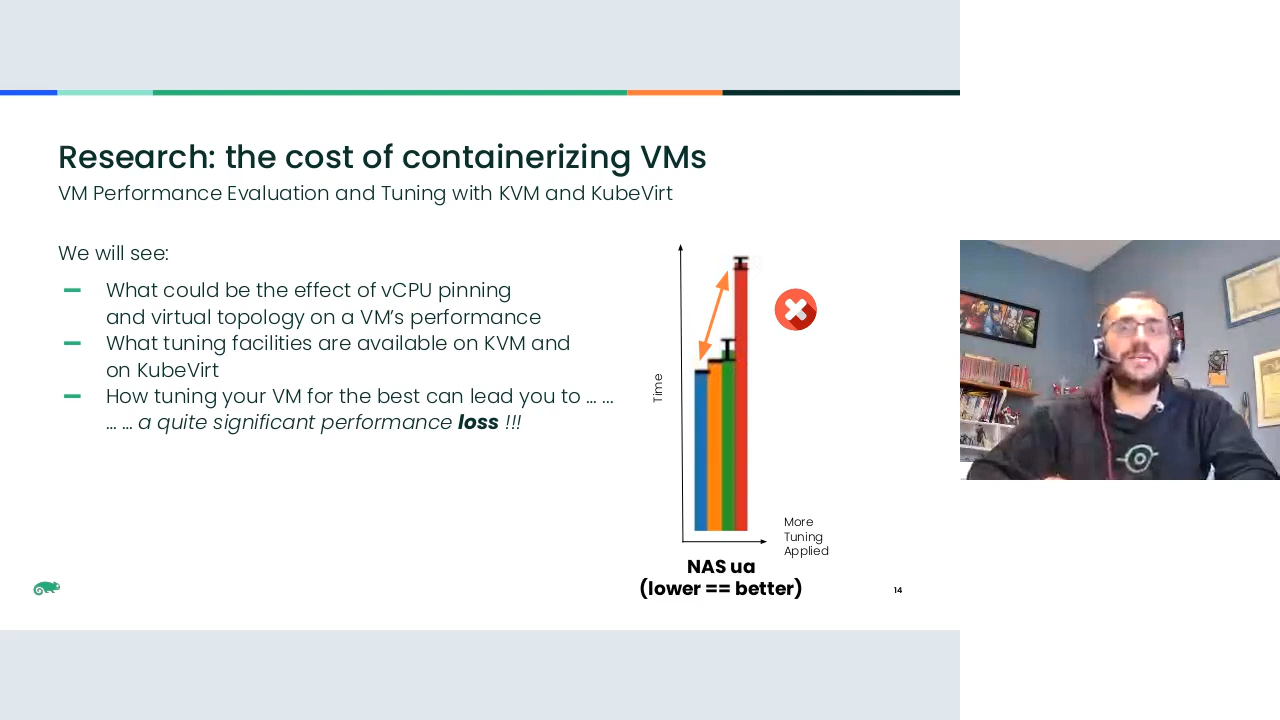 Research: the cost of containerizing VMs
VM Performance Evaluation and Tuning with KVM and KubeVirt
We will see:
What could be the effect of vCPU pinning
and virtual topology on a VM’s performance
What tuning facilities are available on KVM and
on KubeVirt
How tuning your VM for the best can lead you to ... ...
... ... a quite significant performance loss !!!
Time
More
Tuning
Applied
NAS ua
(lower == better)
14